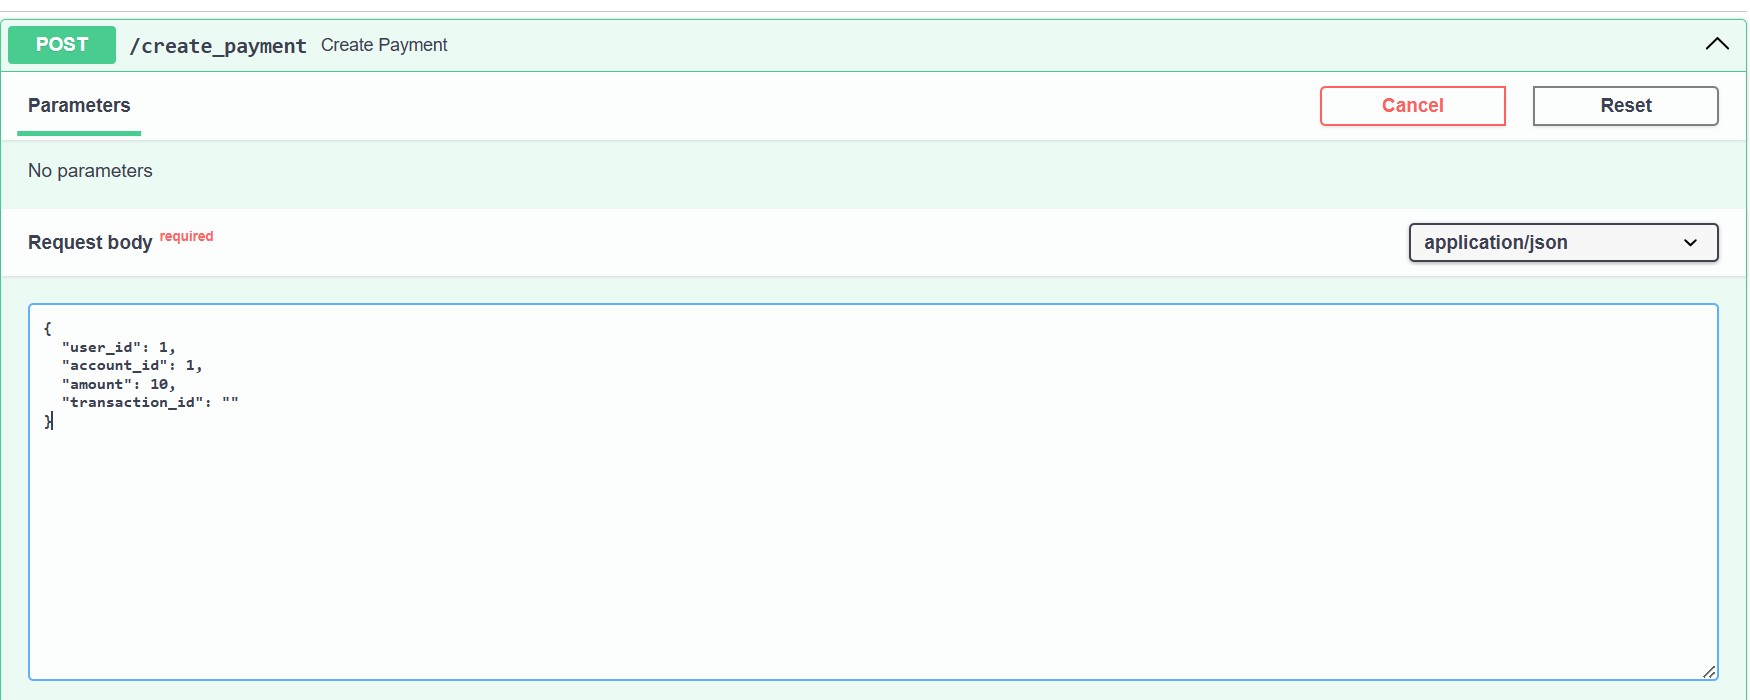 POST /create_payment Create Payment
Parameters
Cancel
Reset
No parameters
Request body required
application/json
{
  "user_id": 1,
  "account_id": 1,
  "amount": 10,
  "transaction_id": ""
}